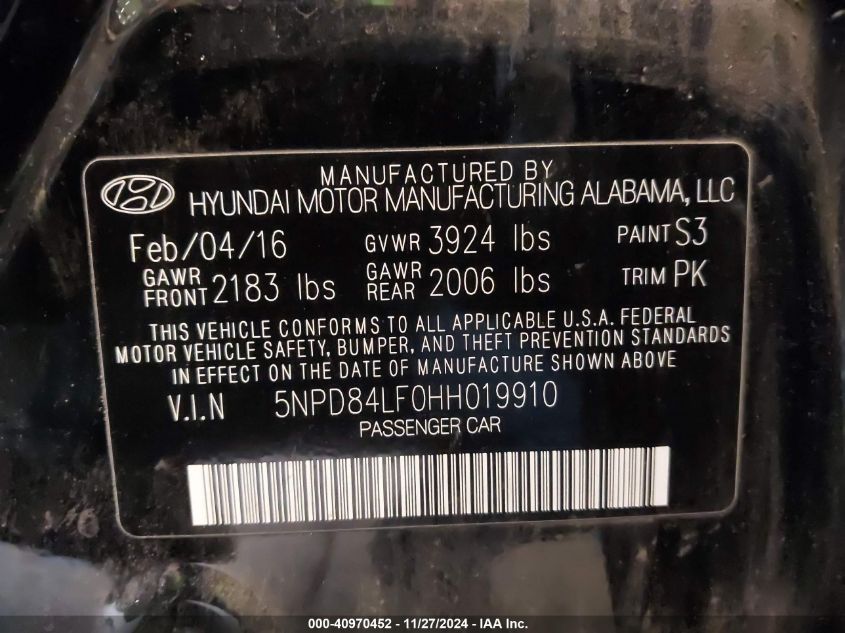 MANUFACTURED BY
HYUNDAI MOTOR MANUFACTURING ALABAMA, LLC
Feb/04/16 GVWR 3924 lbs PAINT S3
GAWR FRONT 2183 lbs GAWR REAR 2006 lbs TRIM PK
THIS VEHICLE CONFORMS TO ALL APPLICABLE U.S.A. FEDERAL
MOTOR VEHICLE SAFETY, BUMPER, AND THEFT PREVENTION STANDARDS
IN EFFECT ON THE DATE OF MANUFACTURE SHOWN ABOVE
V.I.N 5NPD84LF0HH019910
PASSENGER CAR
000-40970452 - 11/27/2024 - IAA Inc.